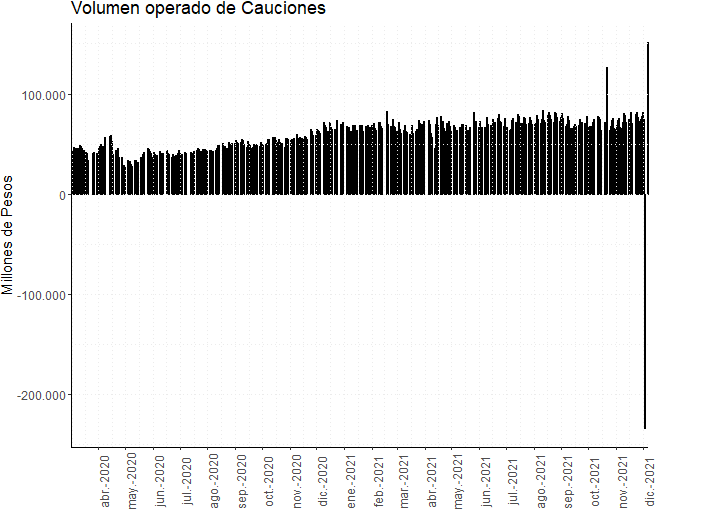 Volumen operado de Cauciones
Millones de Pesos
100.000
0
-100.000
-200.000
abr.-2020
may.-2020
jun.-2020
jul.-2020
ago.-2020
sep.-2020
oct.-2020
nov.-2020
dic.-2020
ene.-2021
feb.-2021
mar.-2021
abr.-2021
may.-2021
jun.-2021
jul.-2021
ago.-2021
sep.-2021
oct.-2021
nov.-2021
dic.-2021